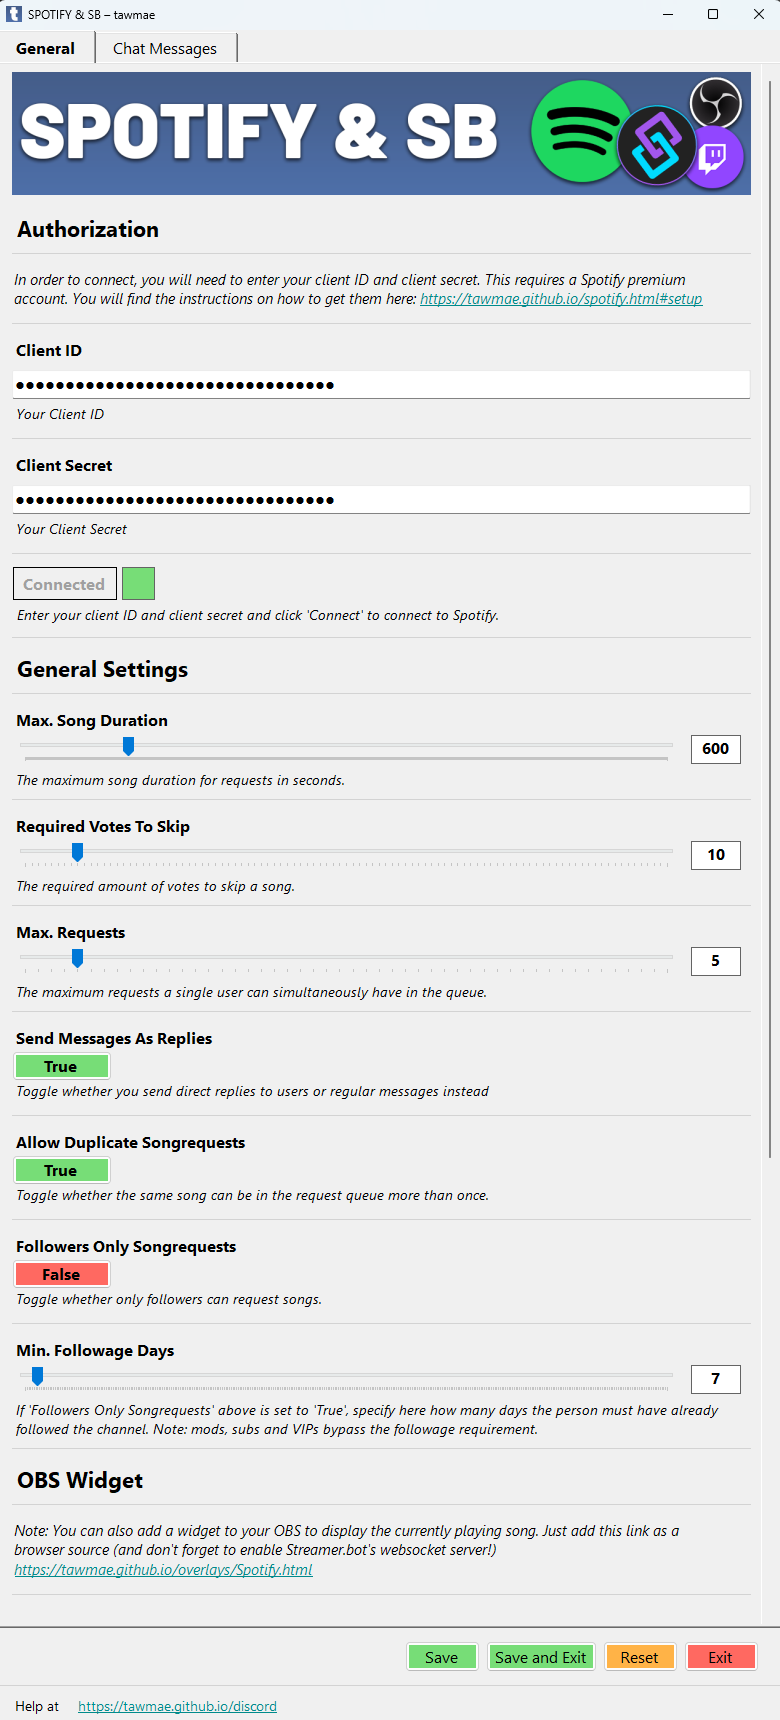 SPOTIFY & SB – tawmae
General
Chat Messages
SPOTIFY & SB
Authorization
In order to connect, you will need to enter your client ID and client secret. This requires a Spotify premium
account. You will find the instructions on how to get them here: https://tawmae.github.io/spotify.html#setup
Client ID
●●●●●●●●●●●●●●●●●●●●●●●●●●●●●●●●
Your Client ID
Client Secret
●●●●●●●●●●●●●●●●●●●●●●●●●●●●●●●●
Your Client Secret
Connected
Enter your client ID and client secret and click 'Connect' to connect to Spotify.
General Settings
Max. Song Duration
600
The maximum song duration for requests in seconds.
Required Votes To Skip
10
The required amount of votes to skip a song.
Max. Requests
5
The maximum requests a single user can simultaneously have in the queue.
Send Messages As Replies
True
Toggle whether you send direct replies to users or regular messages instead
Allow Duplicate Songrequests
True
Toggle whether the same song can be in the request queue more than once.
Followers Only Songrequests
False
Toggle whether only followers can request songs.
Min. Followage Days
7
If 'Followers Only Songrequests' above is set to 'True', specify here how many days the person must have already
followed the channel. Note: mods, subs and VIPs bypass the followage requirement.
OBS Widget
Note: You can also add a widget to your OBS to display the currently playing song. Just add this link as a
browser source (and don't forget to enable Streamer.bot's websocket server!)
https://tawmae.github.io/overlays/Spotify.html
Save
Save and Exit
Reset
Exit
Help at https://tawmae.github.io/discord